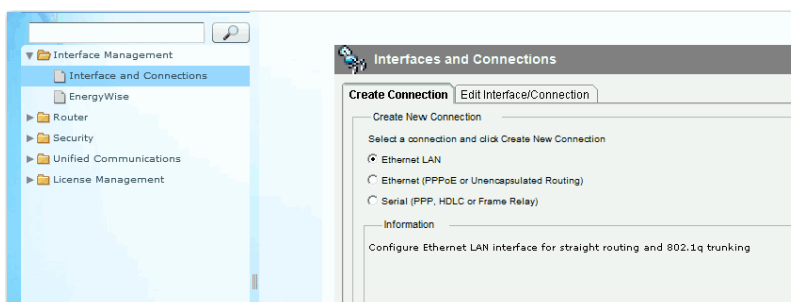 Interface Management
Interface and Connections
EnergyWise
Router
Security
Unified Communications
License Management
Interfaces and Connections
Create Connection Edit Interface/Connection
Create New Connection
Select a connection and click Create New Connection
Ethernet LAN
Ethernet (PPPoE or Unencapsulated Routing)
Serial (PPP, HDLC or Frame Relay)
Information
Configure Ethernet LAN interface for straight routing and 802.1q trunking